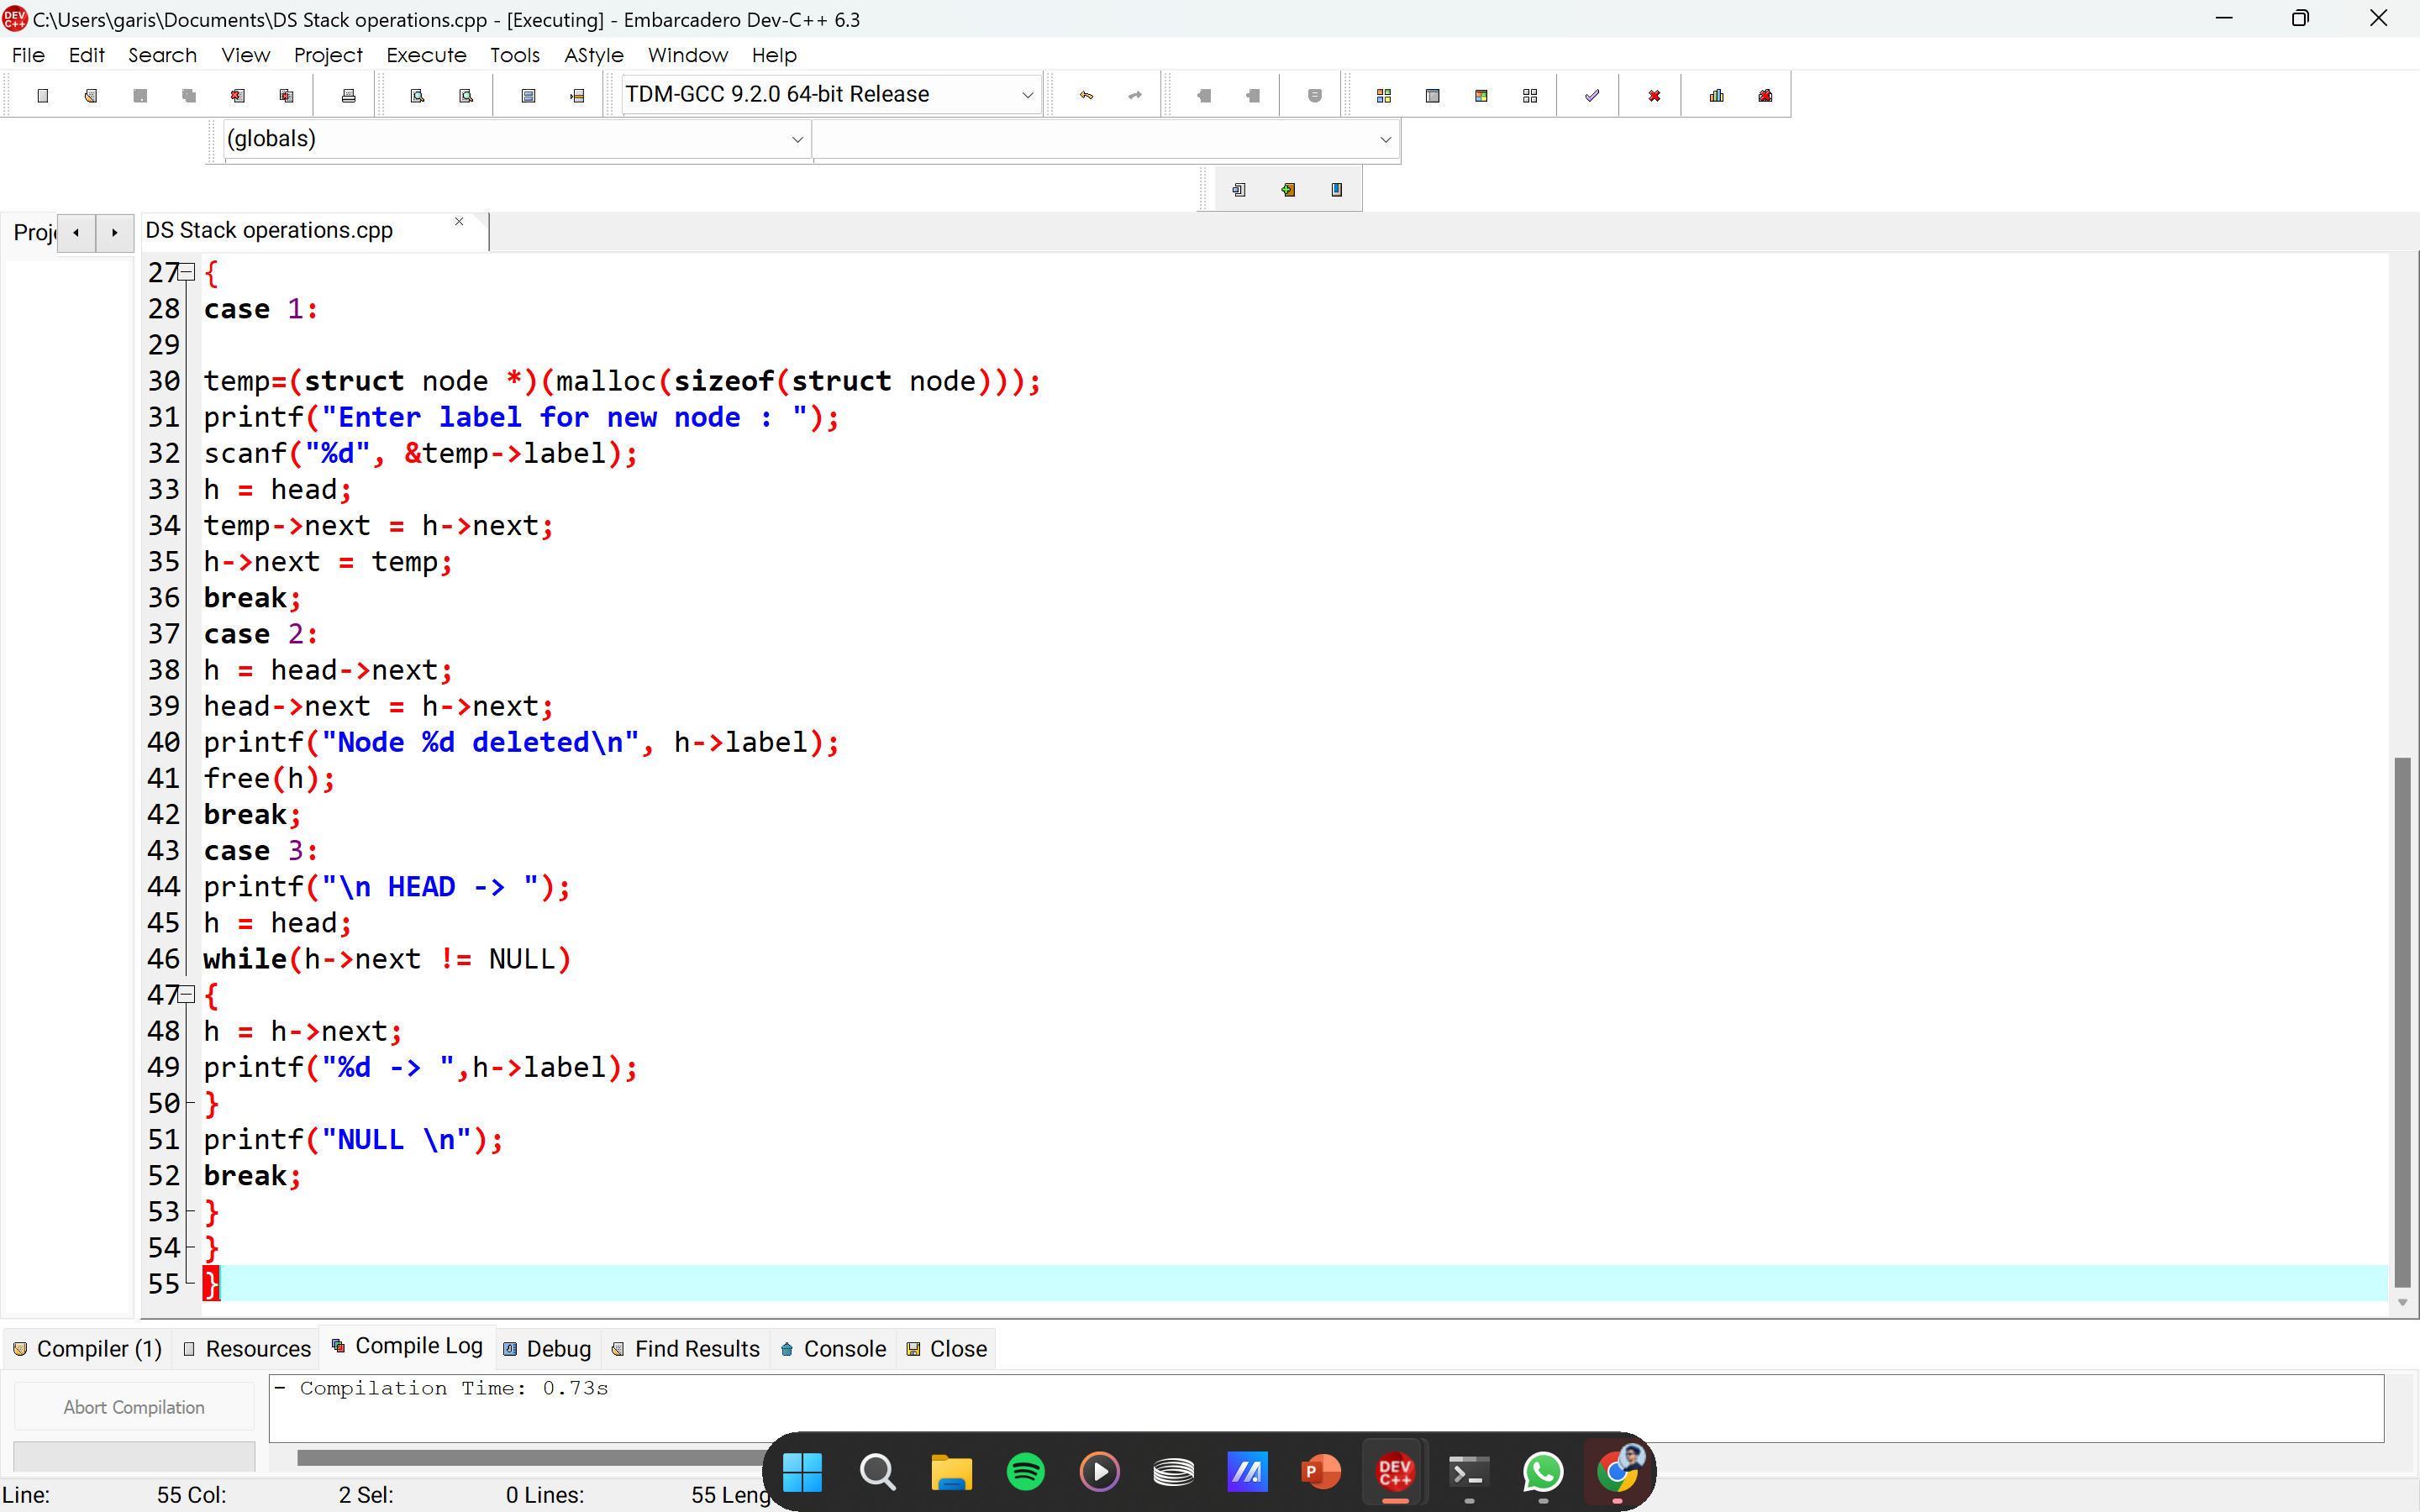 C:\Users\garis\Documents\DS Stack operations.cpp - [Executing] - Embarcadero Dev-C++ 6.3
File Edit Search View Project Execute Tools AStyle Window Help
TDM-GCC 9.2.0 64-bit Release
(globals)
DS Stack operations.cpp
27 {
28 case 1:
29
30 temp=(struct node *)(malloc(sizeof(struct node)));
31 printf("Enter label for new node : ");
32 scanf("%d", &temp->label);
33 h = head;
34 temp->next = h->next;
35 h->next = temp;
36 break;
37 case 2:
38 h = head->next;
39 head->next = h->next;
40 printf("Node %d deleted\n", h->label);
41 free(h);
42 break;
43 case 3:
44 printf("\n HEAD -> ");
45 h = head;
46 while(h->next != NULL)
47 {
48 h = h->next;
49 printf("%d -> ",h->label);
50 }
51 printf("NULL \n");
52 break;
53 }
54 }
55 }
Compiler (1) Resources Compile Log Debug Find Results Console Close
- Compilation Time: 0.73s
Abort Compilation
DEV C++
Line: 55 Col: 2 Sel: 0 Lines: 55